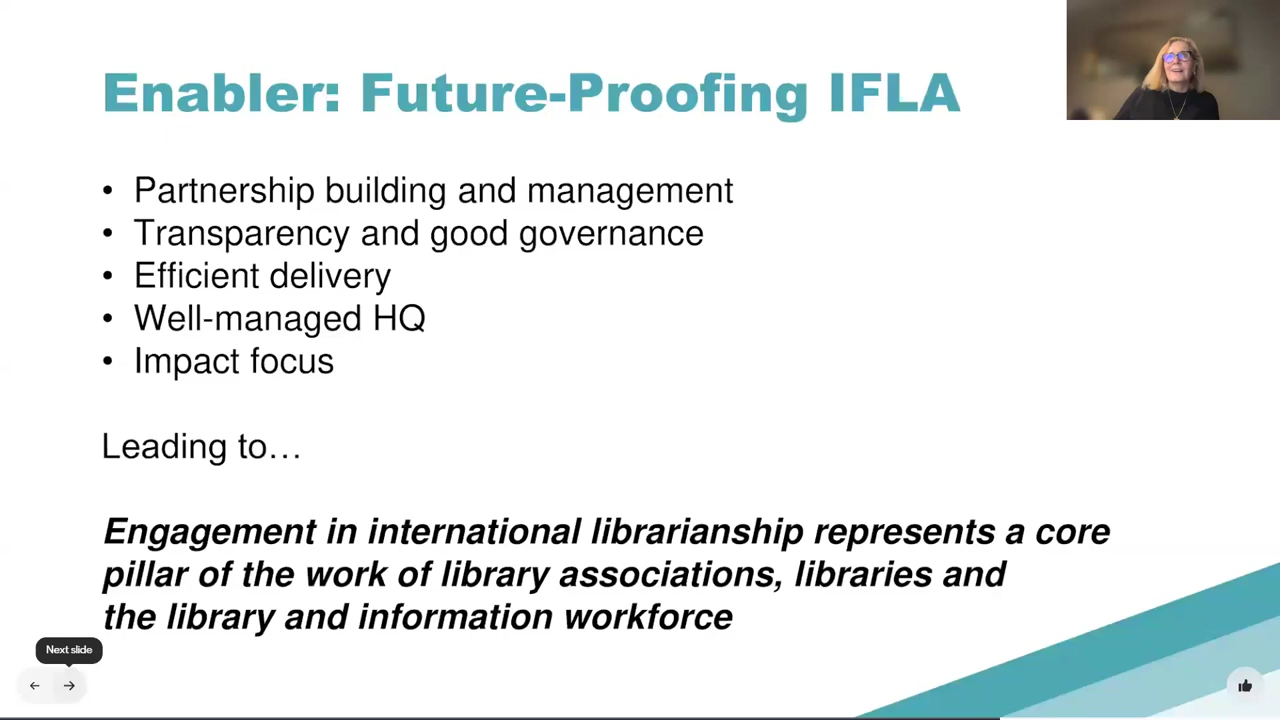 Enabler: Future-Proofing IFLA
• Partnership building and management
• Transparency and good governance
• Efficient delivery
• Well-managed HQ
• Impact focus
Leading to…
Engagement in international librarianship represents a core
pillar of the work of library associations, libraries and
the library and information workforce
Next slide